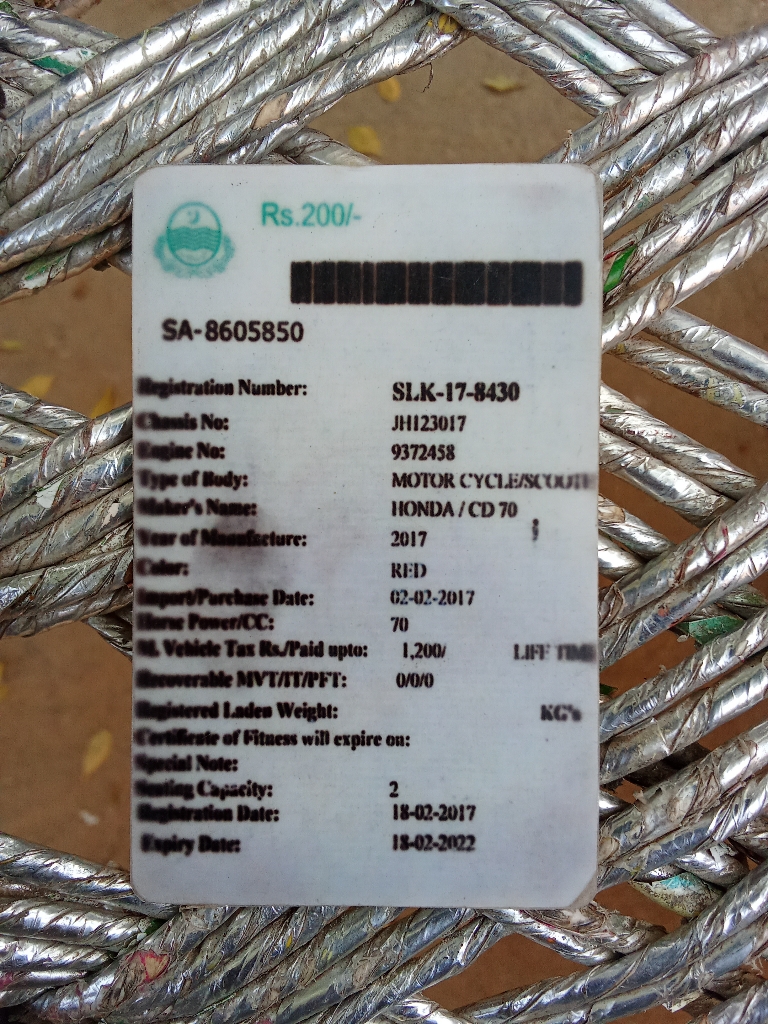 Rs.200/-
SA-8605850
Registration Number: SLK-17-8430
Chassis No: JH123017
Engine No: 9372458
Type of Body: MOTOR CYCLE/SCOOTE
Maker's Name: HONDA / CD 70
Year of Manufacture: 2017
Color: RED
Import/Purchase Date: 02-02-2017
Horse Power/CC: 70
M. Vehicle Tax Rs./Paid upto: 1,200/ LIFE TIME
Recoverable MVT/IT/PFT: 0/0/0
Registered Laden Weight: KG's
Certificate of Fitness will expire on:
Special Note:
Seating Capacity: 2
Registration Date: 18-02-2017
Expiry Date: 18-02-2022